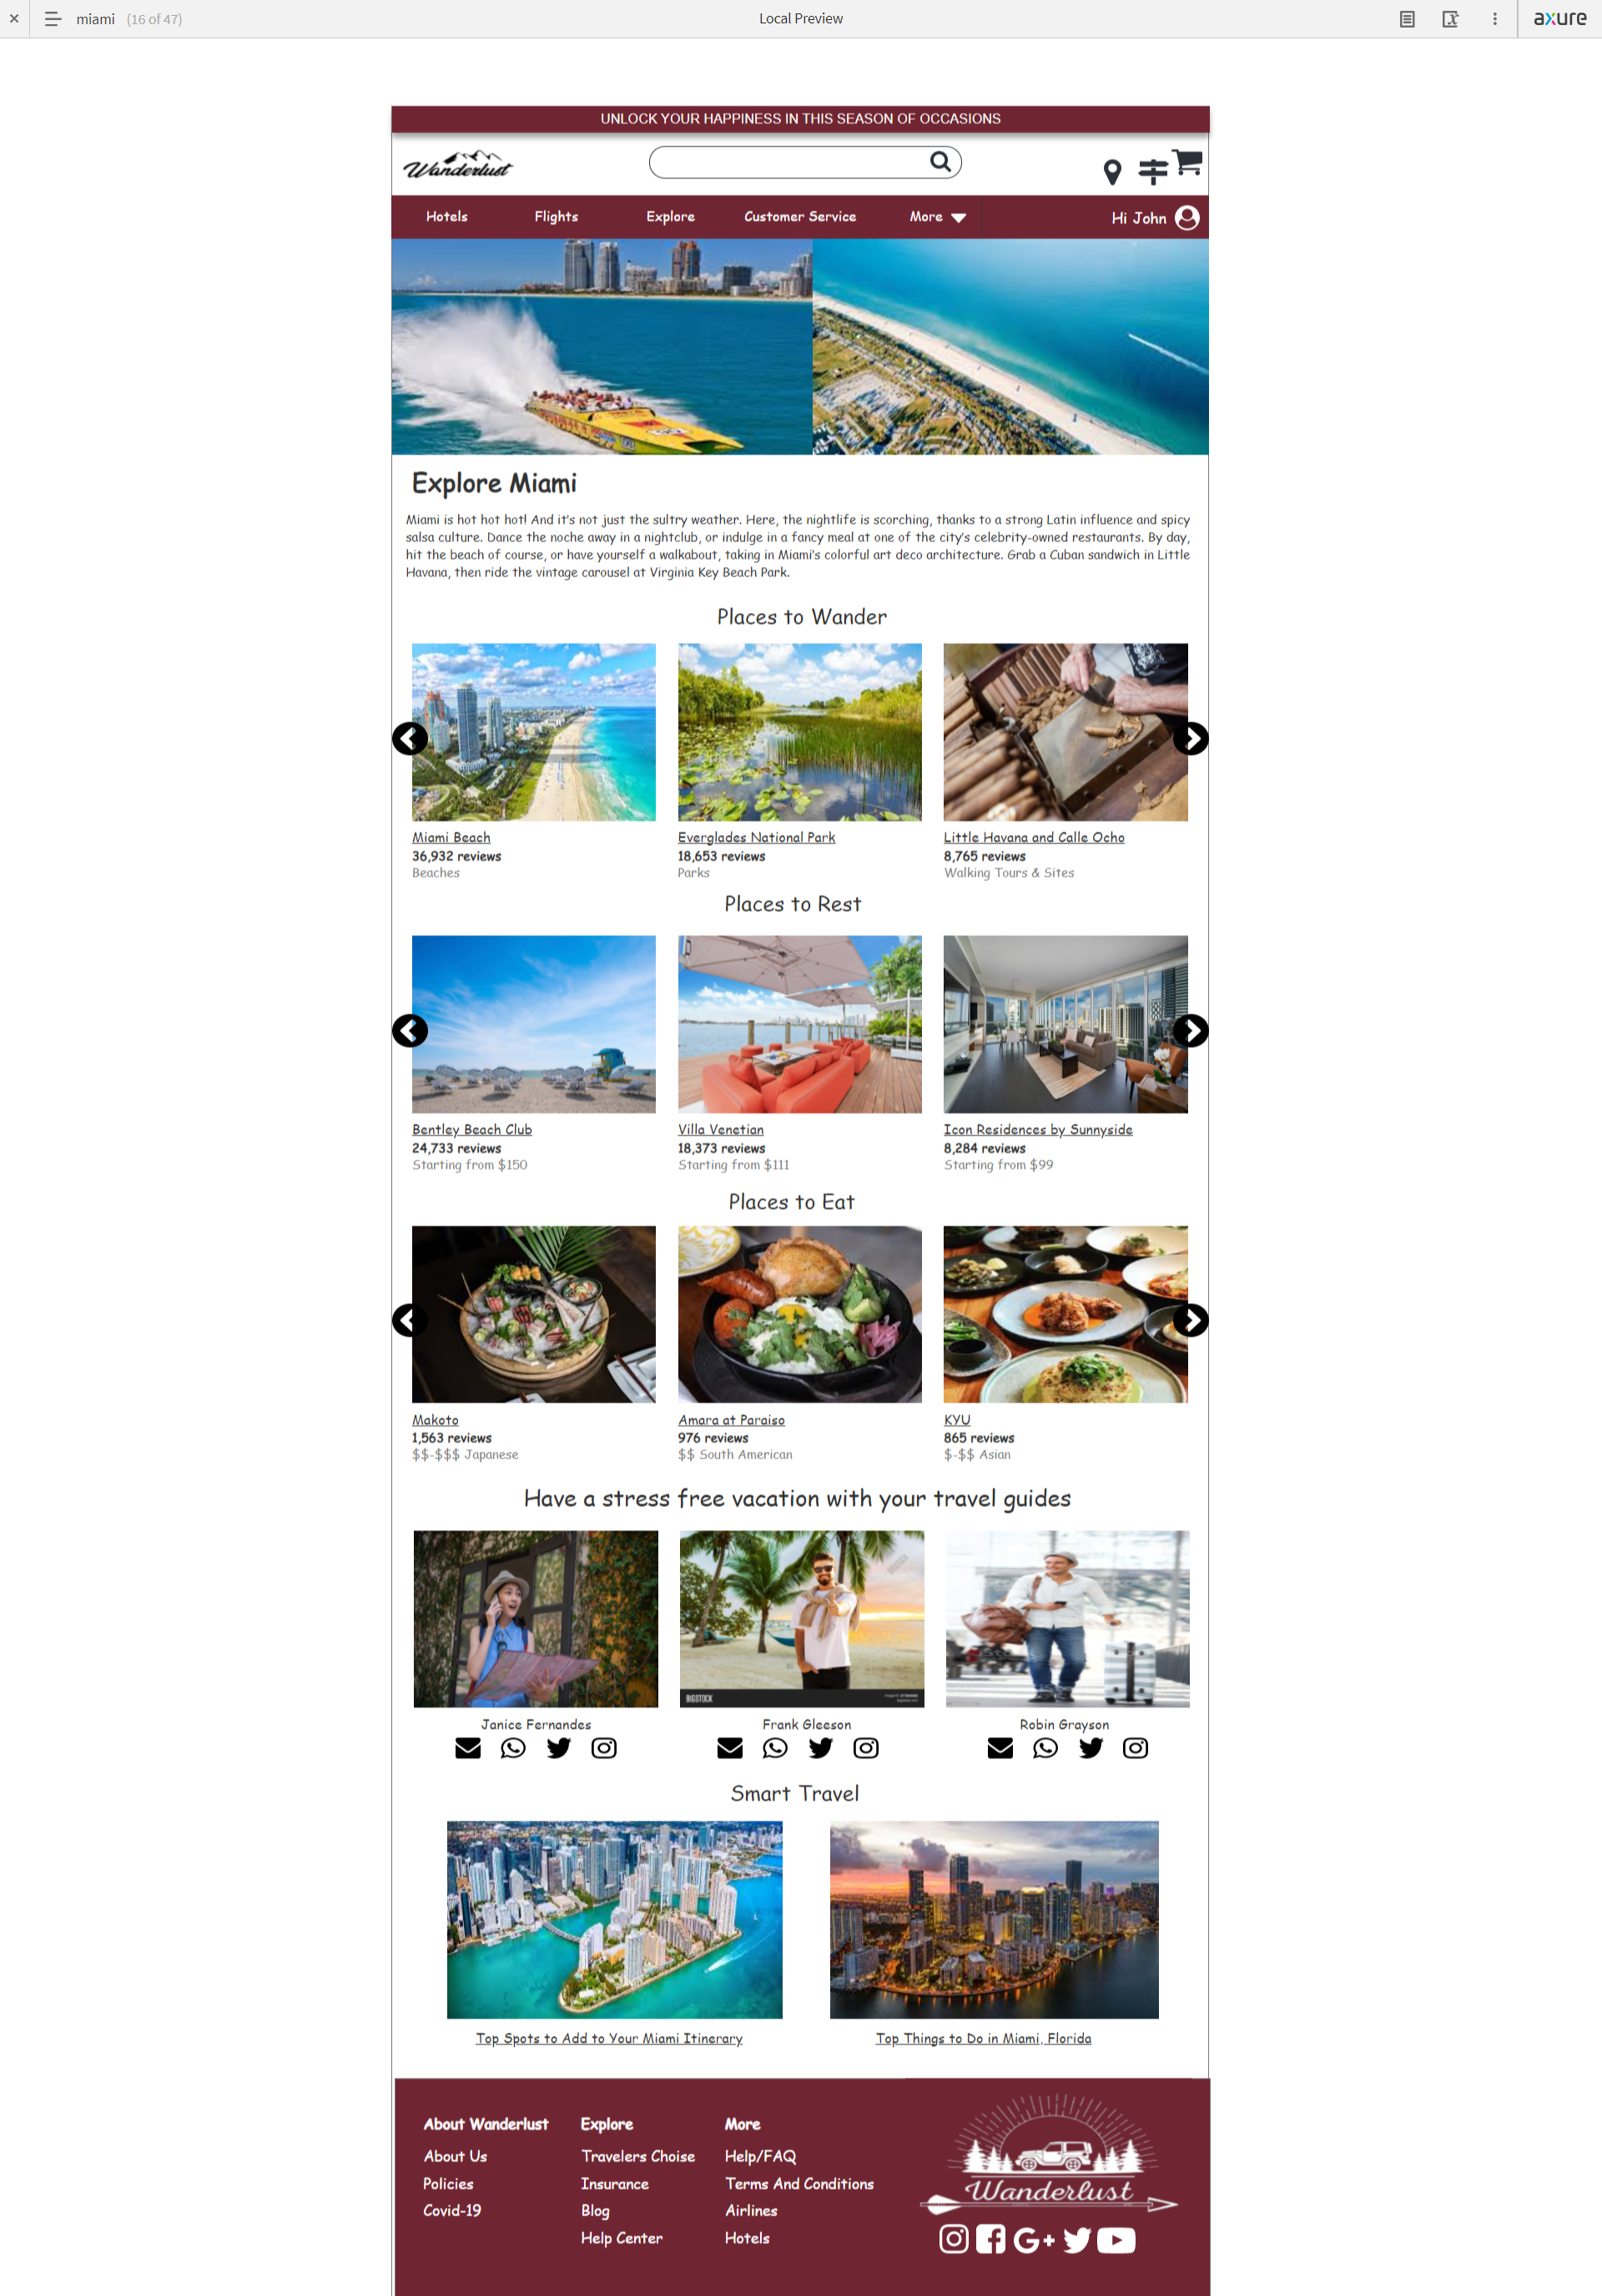 miami (16 of 47)
Local Preview
axure
UNLOCK YOUR HAPPINESS IN THIS SEASON OF OCCASIONS
Wanderlust
Hotels Flights Explore Customer Service More Hi John
Explore Miami
Miami is hot hot hot! And it's not just the sultry weather. Here, the nightlife is scorching, thanks to a strong Latin influence and spicy
salsa culture. Dance the noche away in a nightclub, or indulge in a fancy meal at one of the city's celebrity-owned restaurants. By day,
hit the beach of course, or have yourself a walkabout, taking in Miami's colorful art deco architecture. Grab a Cuban sandwich in Little
Havana, then ride the vintage carousel at Virginia Key Beach Park.
Places to Wander
Miami Beach
36,932 reviews
Beaches
Everglades National Park
18,653 reviews
Parks
Little Havana and Calle Ocho
8,765 reviews
Walking Tours & Sites
Places to Rest
Bentley Beach Club
24,733 reviews
Starting from $150
Villa Venetian
18,373 reviews
Starting from $111
Icon Residences by Sunnyside
8,284 reviews
Starting from $99
Places to Eat
Makoto
1,563 reviews
$$-$$$ Japanese
Amara at Paraiso
976 reviews
$$ South American
KYU
865 reviews
$-$$ Asian
Have a stress free vacation with your travel guides
BIGSTOCK
Janice Fernandes
Frank Gleeson
Robin Grayson
Smart Travel
Top Spots to Add to Your Miami Itinerary
Top Things to Do in Miami, Florida
About Wanderlust
About Us
Policies
Covid-19
Explore
Travelers Choise
Insurance
Blog
Help Center
More
Help/FAQ
Terms And Conditions
Airlines
Hotels
Wanderlust